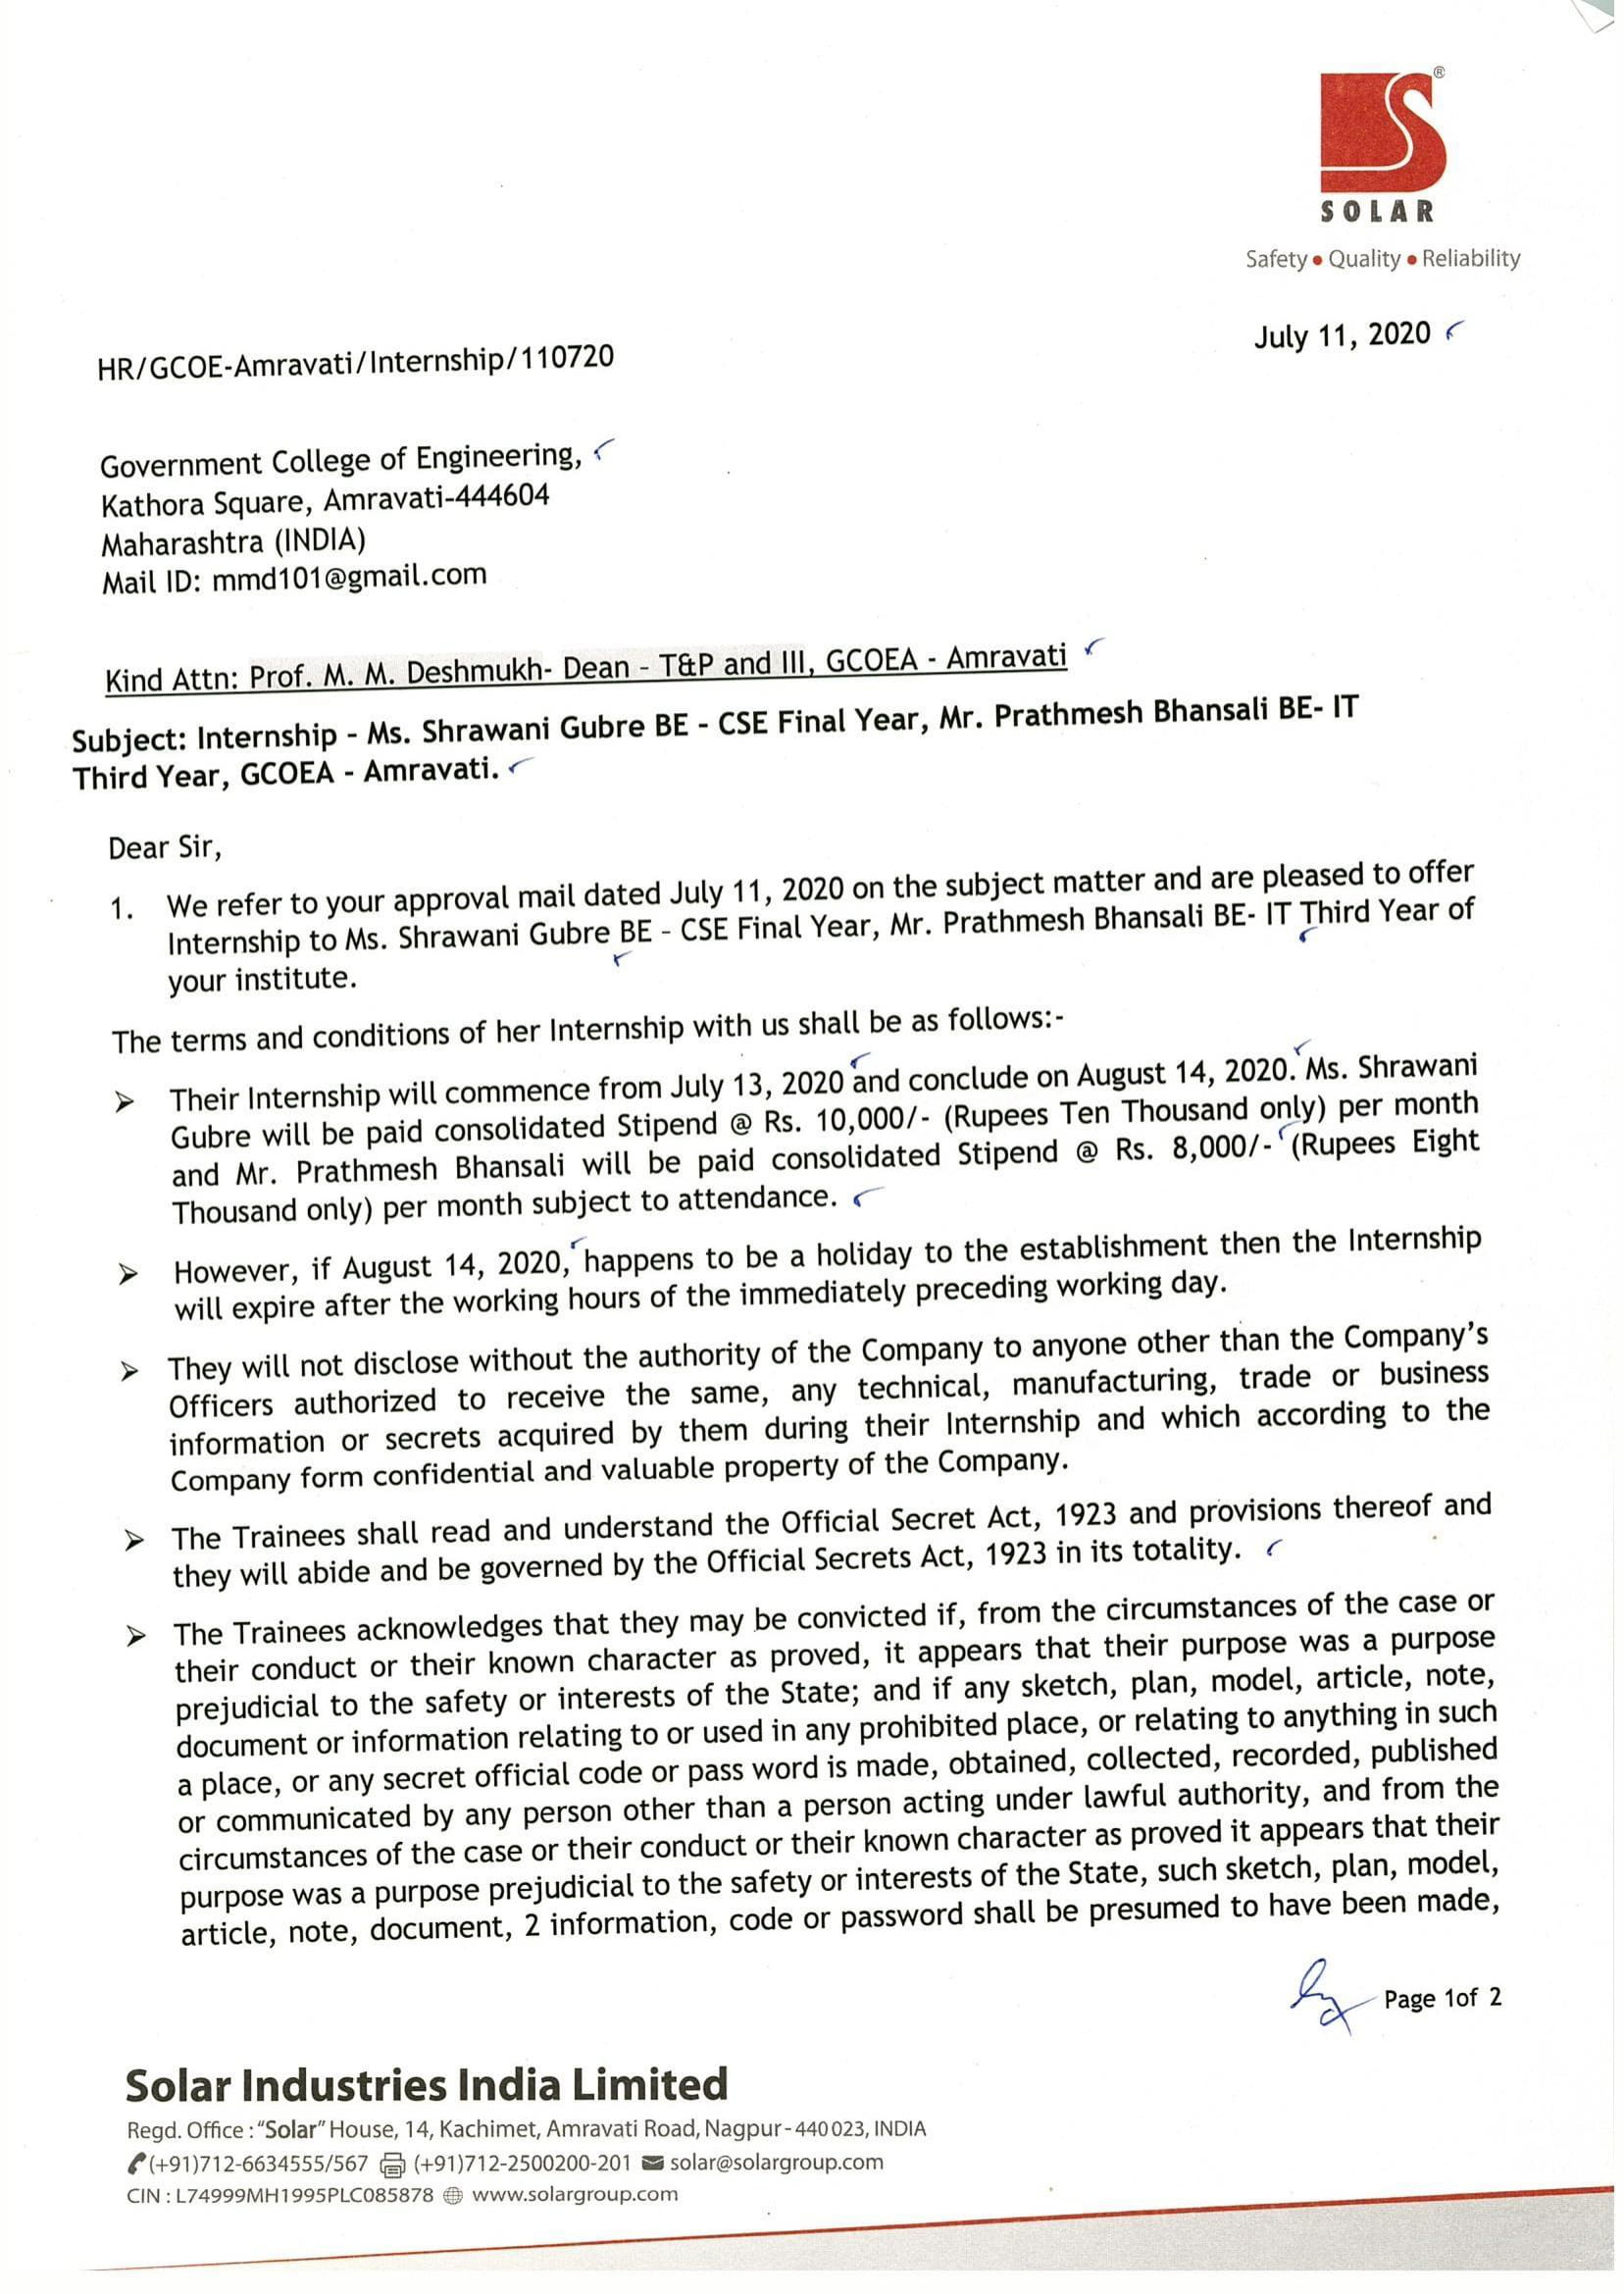 ®
SOLAR
Safety • Quality • Reliability
July 11, 2020
HR/GCOE-Amravati/Internship/110720
Government College of Engineering,
Kathora Square, Amravati-444604
Maharashtra (INDIA)
Mail ID: mmd101@gmail.com
Kind Attn: Prof. M. M. Deshmukh- Dean - T&P and III, GCOEA - Amravati
Subject: Internship - Ms. Shrawani Gubre BE - CSE Final Year, Mr. Prathmesh Bhansali BE- IT
Third Year, GCOEA - Amravati.
Dear Sir,
1. We refer to your approval mail dated July 11, 2020 on the subject matter and are pleased to offer
Internship to Ms. Shrawani Gubre BE - CSE Final Year, Mr. Prathmesh Bhansali BE- IT Third Year of
your institute.
The terms and conditions of her Internship with us shall be as follows:-
➢ Their Internship will commence from July 13, 2020 and conclude on August 14, 2020. Ms. Shrawani
Gubre will be paid consolidated Stipend @ Rs. 10,000/- (Rupees Ten Thousand only) per month
and Mr. Prathmesh Bhansali will be paid consolidated Stipend @ Rs. 8,000/- (Rupees Eight
Thousand only) per month subject to attendance.
➢ However, if August 14, 2020, happens to be a holiday to the establishment then the Internship
will expire after the working hours of the immediately preceding working day.
➢ They will not disclose without the authority of the Company to anyone other than the Company's
Officers authorized to receive the same, any technical, manufacturing, trade or business
information or secrets acquired by them during their Internship and which according to the
Company form confidential and valuable property of the Company.
➢ The Trainees shall read and understand the Official Secret Act, 1923 and provisions thereof and
they will abide and be governed by the Official Secrets Act, 1923 in its totality.
➢ The Trainees acknowledges that they may be convicted if, from the circumstances of the case or
their conduct or their known character as proved, it appears that their purpose was a purpose
prejudicial to the safety or interests of the State; and if any sketch, plan, model, article, note,
document or information relating to or used in any prohibited place, or relating to anything in such
a place, or any secret official code or pass word is made, obtained, collected, recorded, published
or communicated by any person other than a person acting under lawful authority, and from the
circumstances of the case or their conduct or their known character as proved it appears that their
purpose was a purpose prejudicial to the safety or interests of the State, such sketch, plan, model,
article, note, document, 2 information, code or password shall be presumed to have been made,
Page 1of 2
Solar Industries India Limited
Regd. Office : "Solar" House, 14, Kachimet, Amravati Road, Nagpur - 440 023, INDIA
(+91)712-6634555/567 (+91)712-2500200-201 solar@solargroup.com
CIN : L74999MH1995PLC085878 www.solargroup.com